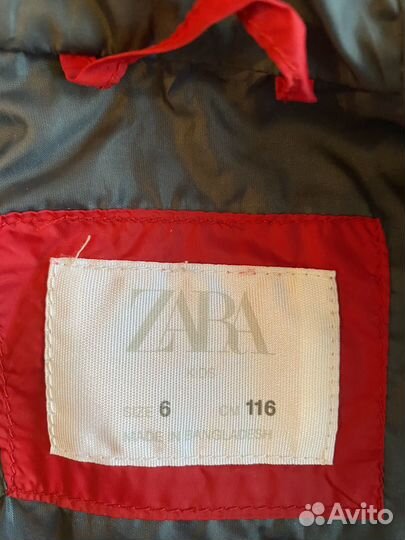 ZARA
KIDS
SIZE 6 CM 116
MADE IN BANGLADESH
Avito